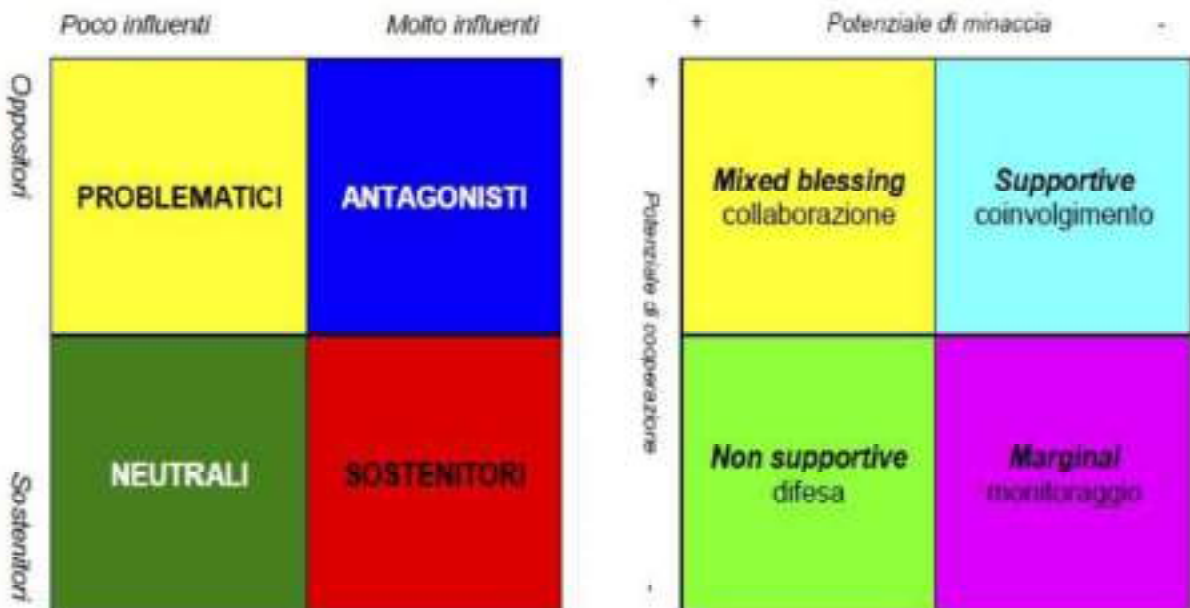 Poco influenti Molto influenti
Oppositori
PROBLEMATICI ANTAGONISTI
NEUTRALI SOSTENITORI
Sostenitori
+ Potenziale di minaccia -
+
Potenziale di cooperazione
-
Mixed blessing
collaborazione
Supportive
coinvolgimento
Non supportive
difesa
Marginal
monitoraggio